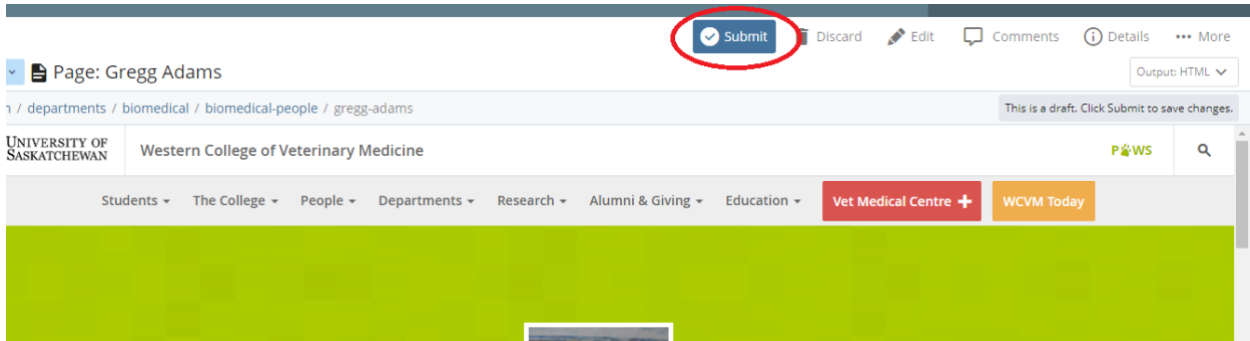 Submit Discard Edit Comments Details ••• More
Page: Gregg Adams
Output: HTML
/ departments / biomedical / biomedical-people / gregg-adams
This is a draft. Click Submit to save changes.
UNIVERSITY OF
SASKATCHEWAN
Western College of Veterinary Medicine
PAWS
Students The College People Departments Research Alumni & Giving Education Vet Medical Centre WCVM Today